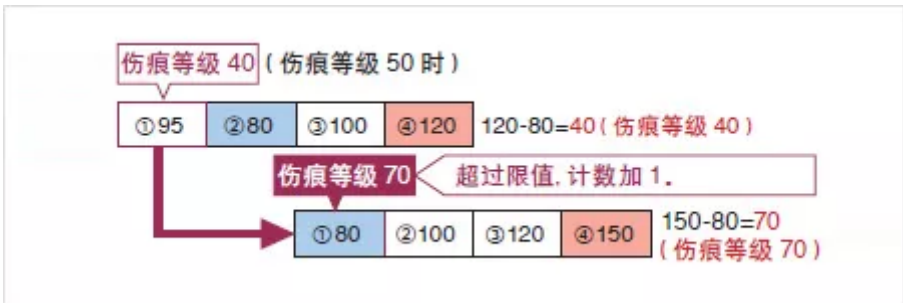 伤痕等级 40 ( 伤痕等级 50 时 )
①95 ②80 ③100 ④120 120-80=40 ( 伤痕等级 40 )
伤痕等级 70 超过限值, 计数加 1.
①80 ②100 ③120 ④150 150-80=70
( 伤痕等级 70 )